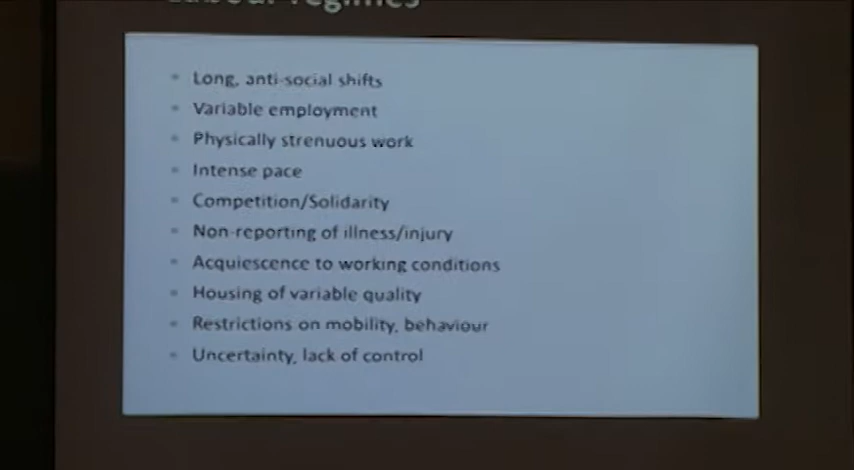 Labour regimes
Long, anti-social shifts
Variable employment
Physically strenuous work
Intense pace
Competition/Solidarity
Non-reporting of illness/injury
Acquiescence to working conditions
Housing of variable quality
Restrictions on mobility, behaviour
Uncertainty, lack of control